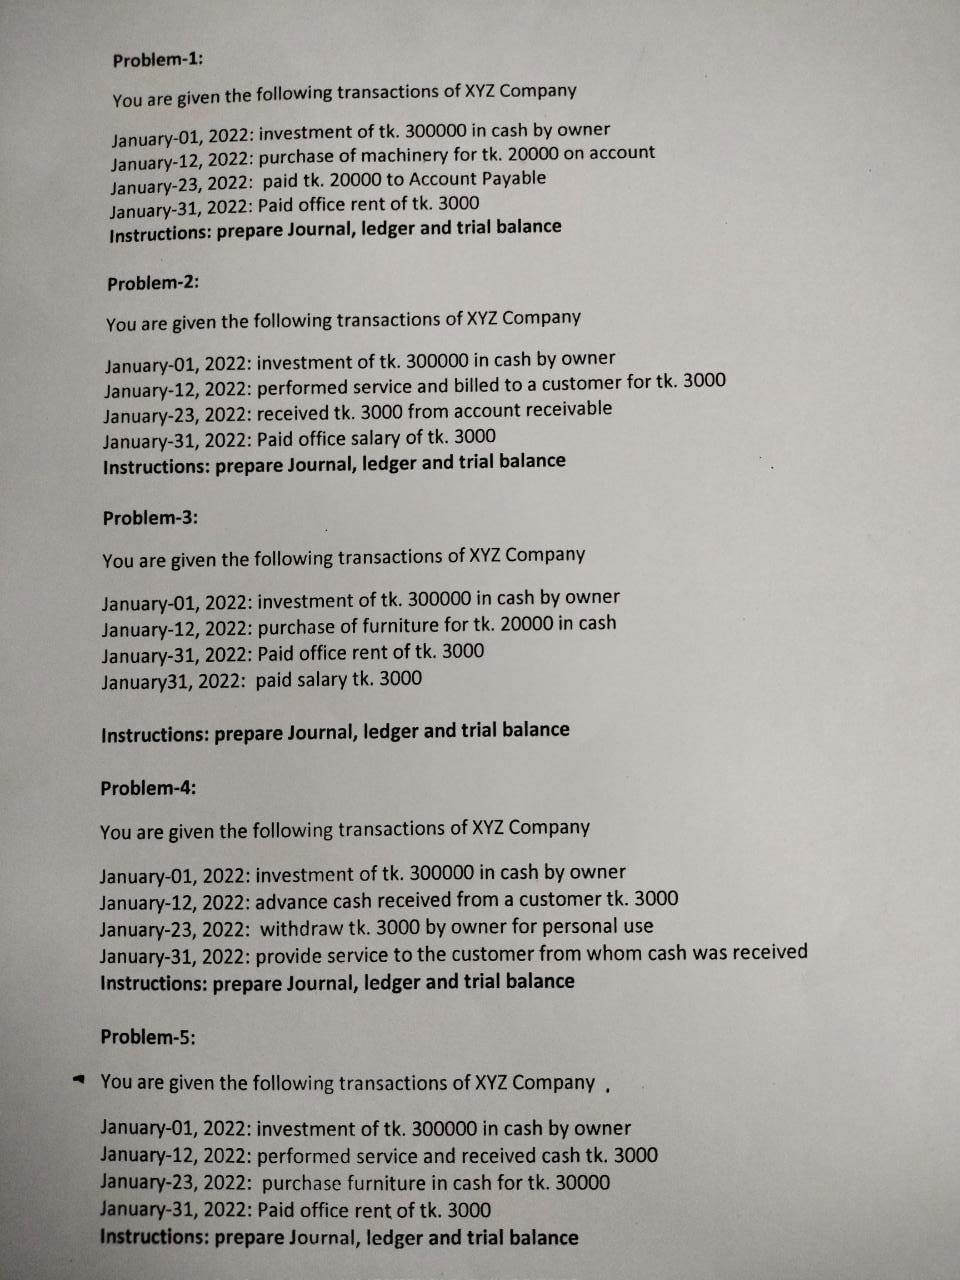 Problem-1:
You are given the following transactions of XYZ Company
January-01, 2022: investment of tk. 300000 in cash by owner
January-12, 2022: purchase of machinery for tk. 20000 on account
January-23, 2022:  paid tk. 20000 to Account Payable
January-31, 2022: Paid office rent of tk. 3000
Instructions: prepare Journal, ledger and trial balance
Problem-2:
You are given the following transactions of XYZ Company
January-01, 2022: investment of tk. 300000 in cash by owner
January-12, 2022: performed service and billed to a customer for tk. 3000
January-23, 2022: received tk. 3000 from account receivable
January-31, 2022: Paid office salary of tk. 3000
Instructions: prepare Journal, ledger and trial balance
Problem-3:
You are given the following transactions of XYZ Company
January-01, 2022: investment of tk. 300000 in cash by owner
January-12, 2022: purchase of furniture for tk. 20000 in cash
January-31, 2022: Paid office rent of tk. 3000
January31, 2022:  paid salary tk. 3000
Instructions: prepare Journal, ledger and trial balance
Problem-4:
You are given the following transactions of XYZ Company
January-01, 2022: investment of tk. 300000 in cash by owner
January-12, 2022: advance cash received from a customer tk. 3000
January-23, 2022:  withdraw tk. 3000 by owner for personal use
January-31, 2022: provide service to the customer from whom cash was received
Instructions: prepare Journal, ledger and trial balance
Problem-5:
You are given the following transactions of XYZ Company .
January-01, 2022: investment of tk. 300000 in cash by owner
January-12, 2022: performed service and received cash tk. 3000
January-23, 2022:  purchase furniture in cash for tk. 30000
January-31, 2022: Paid office rent of tk. 3000
Instructions: prepare Journal, ledger and trial balance